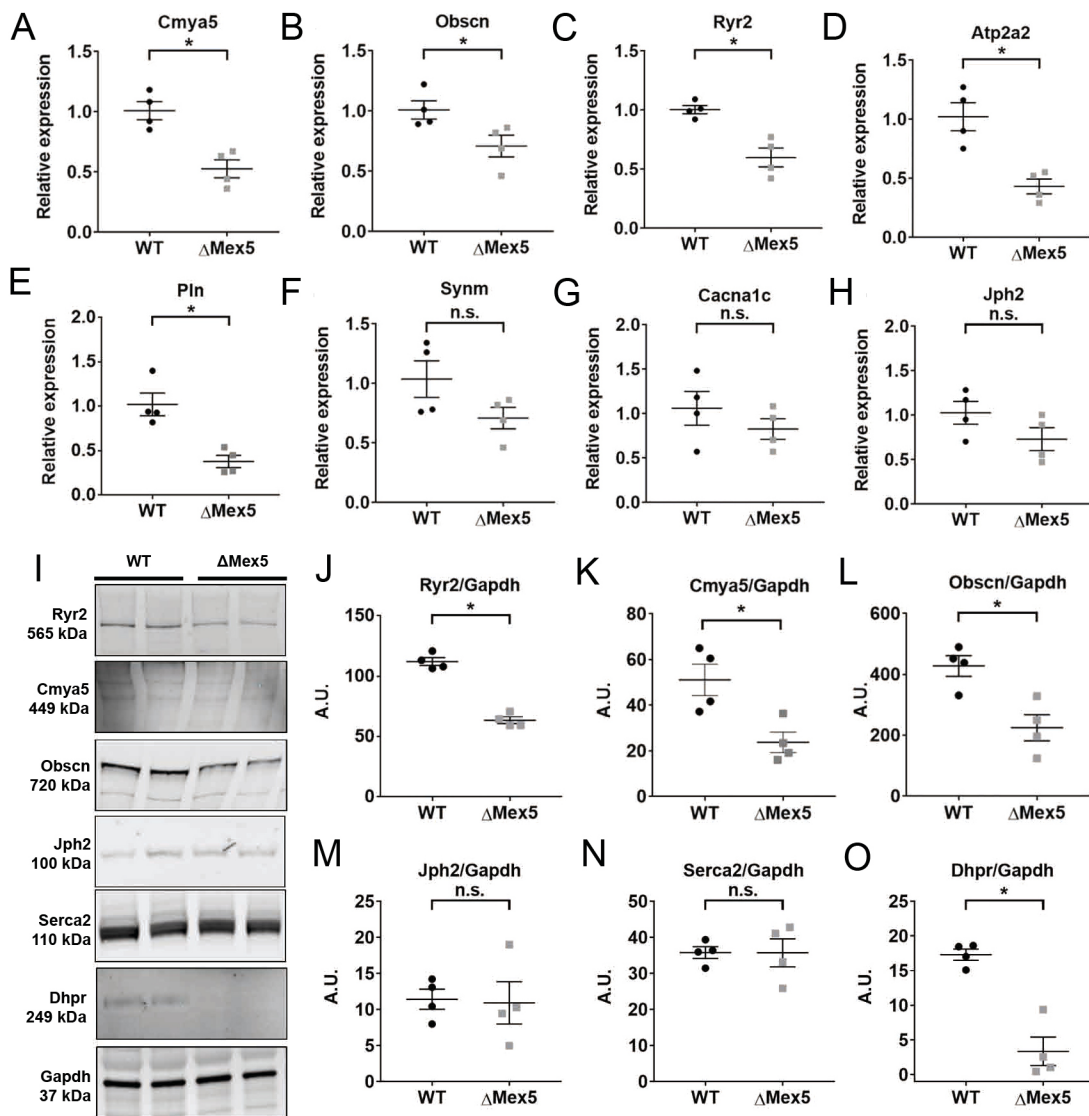 A
Cmya5
*
Relative expression
1.5
1.0
0.5
0.0
WT ΔMex5
B
Obscn
*
Relative expression
1.5
1.0
0.5
0.0
WT ΔMex5
C
Ryr2
*
Relative expression
1.5
1.0
0.5
0.0
WT ΔMex5
D
Atp2a2
*
Relative expression
1.5
1.0
0.5
0.0
WT ΔMex5
E
Pln
*
Relative expression
2.0
1.5
1.0
0.5
0.0
WT ΔMex5
F
Synm
n.s.
Relative expression
1.5
1.0
0.5
0.0
WT ΔMex5
G
Cacna1c
n.s.
Relative expression
2.0
1.5
1.0
0.5
0.0
WT ΔMex5
H
Jph2
n.s.
Relative expression
2.0
1.5
1.0
0.5
0.0
WT ΔMex5
I
WT ΔMex5
Ryr2
565 kDa
Cmya5
449 kDa
Obscn
720 kDa
Jph2
100 kDa
Serca2
110 kDa
Dhpr
249 kDa
Gapdh
37 kDa
J
Ryr2/Gapdh
*
A.U.
150
100
50
0
WT ΔMex5
K
Cmya5/Gapdh
*
A.U.
80
60
40
20
0
WT ΔMex5
L
Obscn/Gapdh
*
A.U.
600
400
200
0
WT ΔMex5
M
Jph2/Gapdh
n.s.
A.U.
25
20
15
10
5
0
WT ΔMex5
N
Serca2/Gapdh
n.s.
A.U.
50
40
30
20
10
0
WT ΔMex5
O
Dhpr/Gapdh
*
A.U.
25
20
15
10
5
0
WT ΔMex5